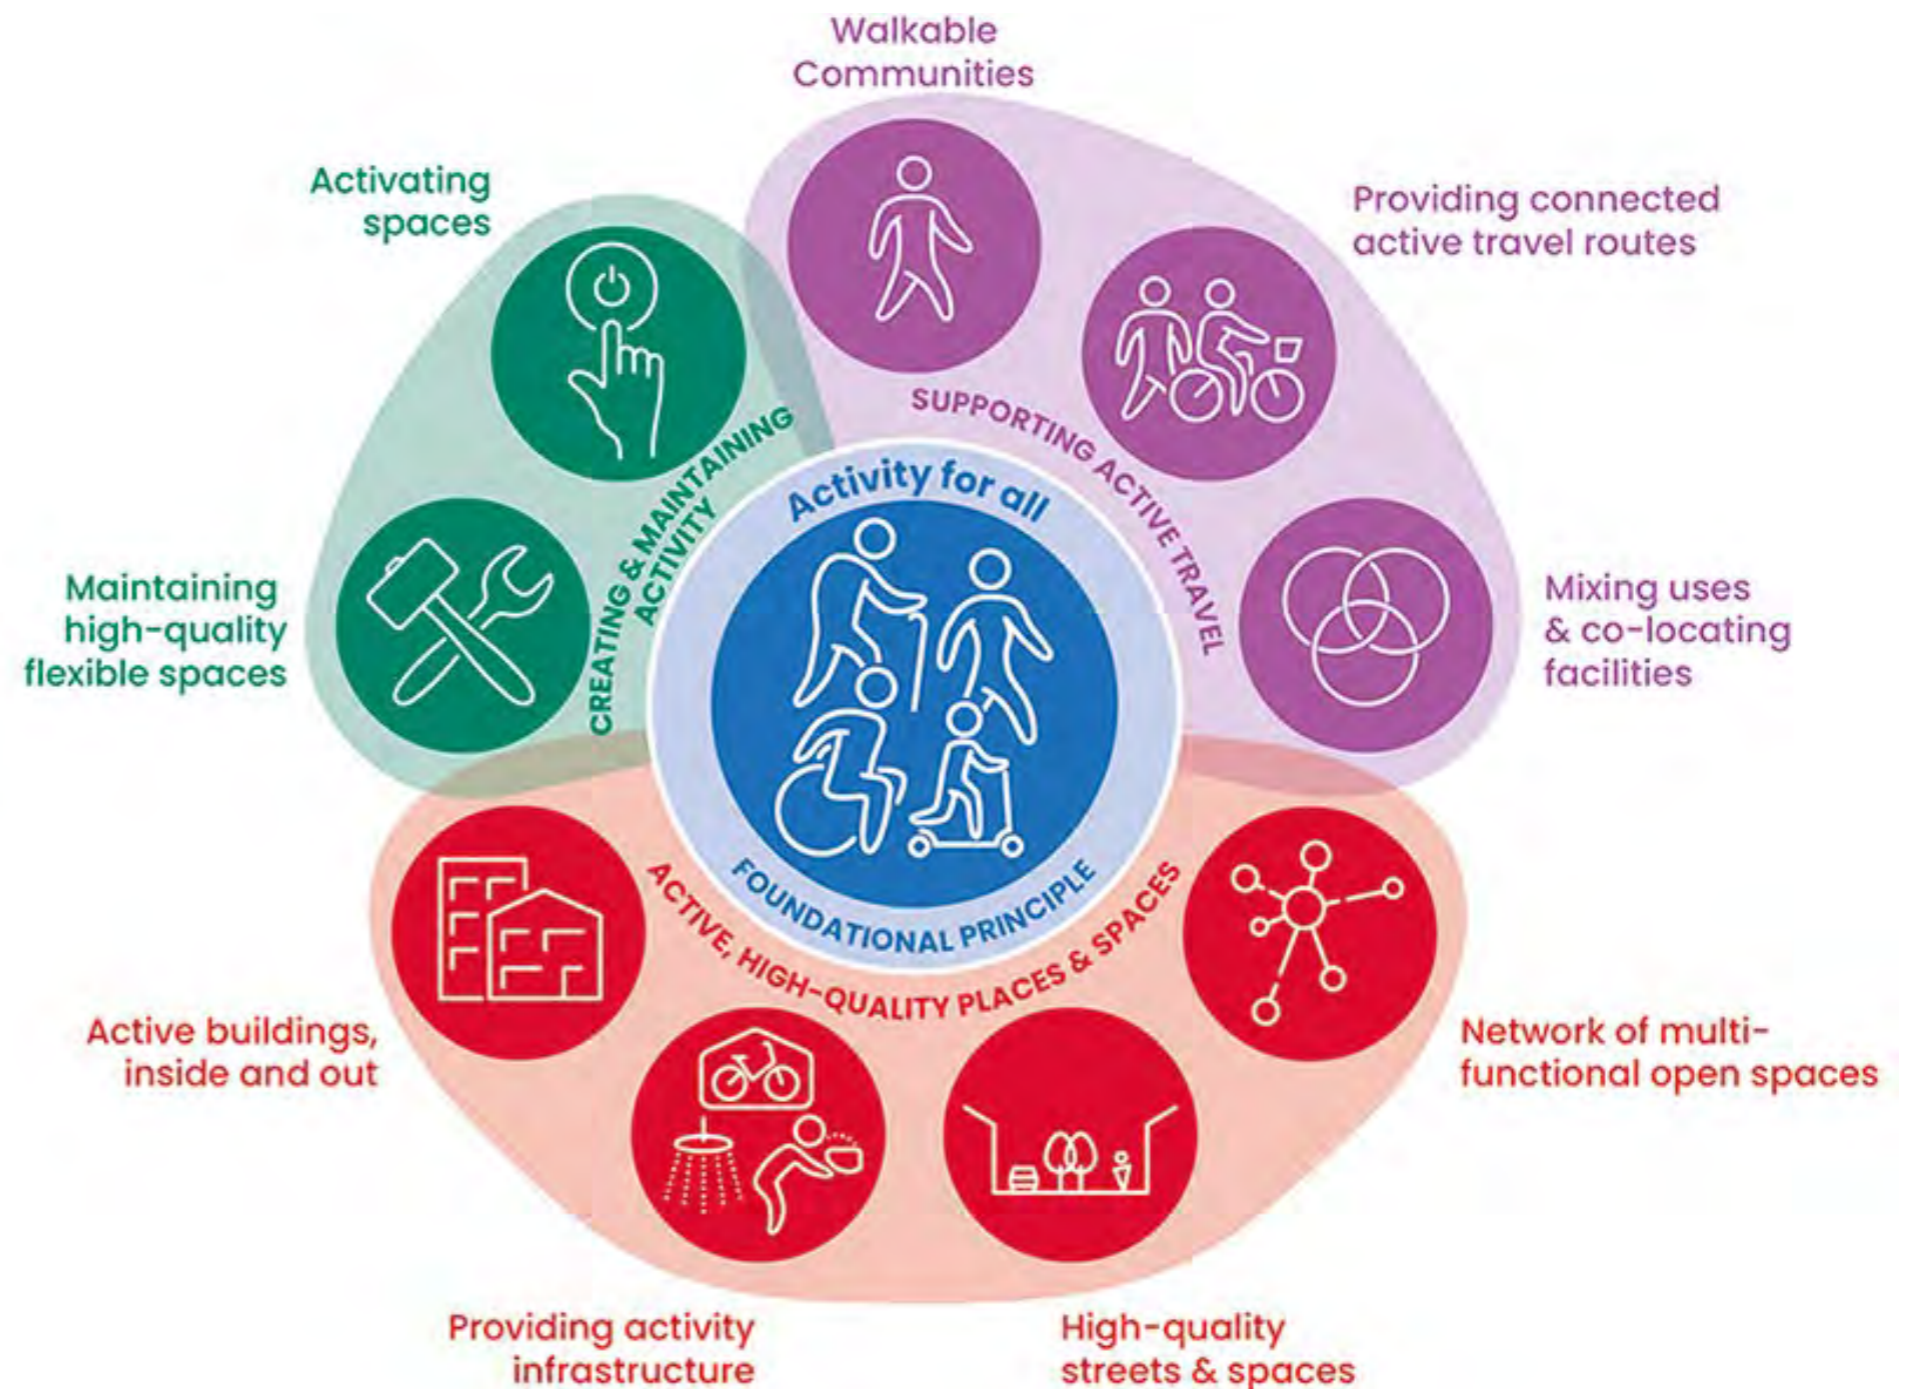 Walkable
Communities
Providing connected
active travel routes
Mixing uses
& co-locating
facilities
SUPPORTING ACTIVE TRAVEL
Activating
spaces
Maintaining
high-quality
flexible spaces
CREATING & MAINTAINING
ACTIVITY
Activity for all
FOUNDATIONAL PRINCIPLE
ACTIVE, HIGH-QUALITY PLACES & SPACES
Network of multi-
functional open spaces
High-quality
streets & spaces
Providing activity
infrastructure
Active buildings,
inside and out